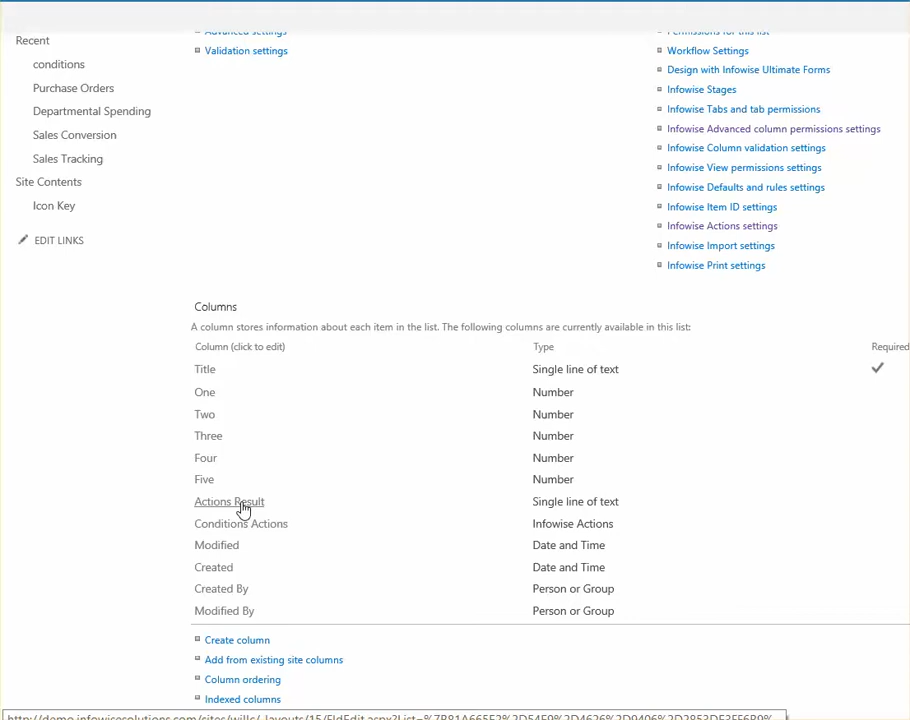 Recent
conditions
Purchase Orders
Departmental Spending
Sales Conversion
Sales Tracking
Site Contents
Icon Key
EDIT LINKS
Advanced settings
Validation settings
Permissions for this list
Workflow Settings
Design with Infowise Ultimate Forms
Infowise Stages
Infowise Tabs and tab permissions
Infowise Advanced column permissions settings
Infowise Column validation settings
Infowise View permissions settings
Infowise Defaults and rules settings
Infowise Item ID settings
Infowise Actions settings
Infowise Import settings
Infowise Print settings
Columns
A column stores information about each item in the list. The following columns are currently available in this list:
Column (click to edit) Type Required
Title Single line of text
One Number
Two Number
Three Number
Four Number
Five Number
Actions Result Single line of text
Conditions Actions Infowise Actions
Modified Date and Time
Created Date and Time
Created By Person or Group
Modified By Person or Group
Create column
Add from existing site columns
Column ordering
Indexed columns